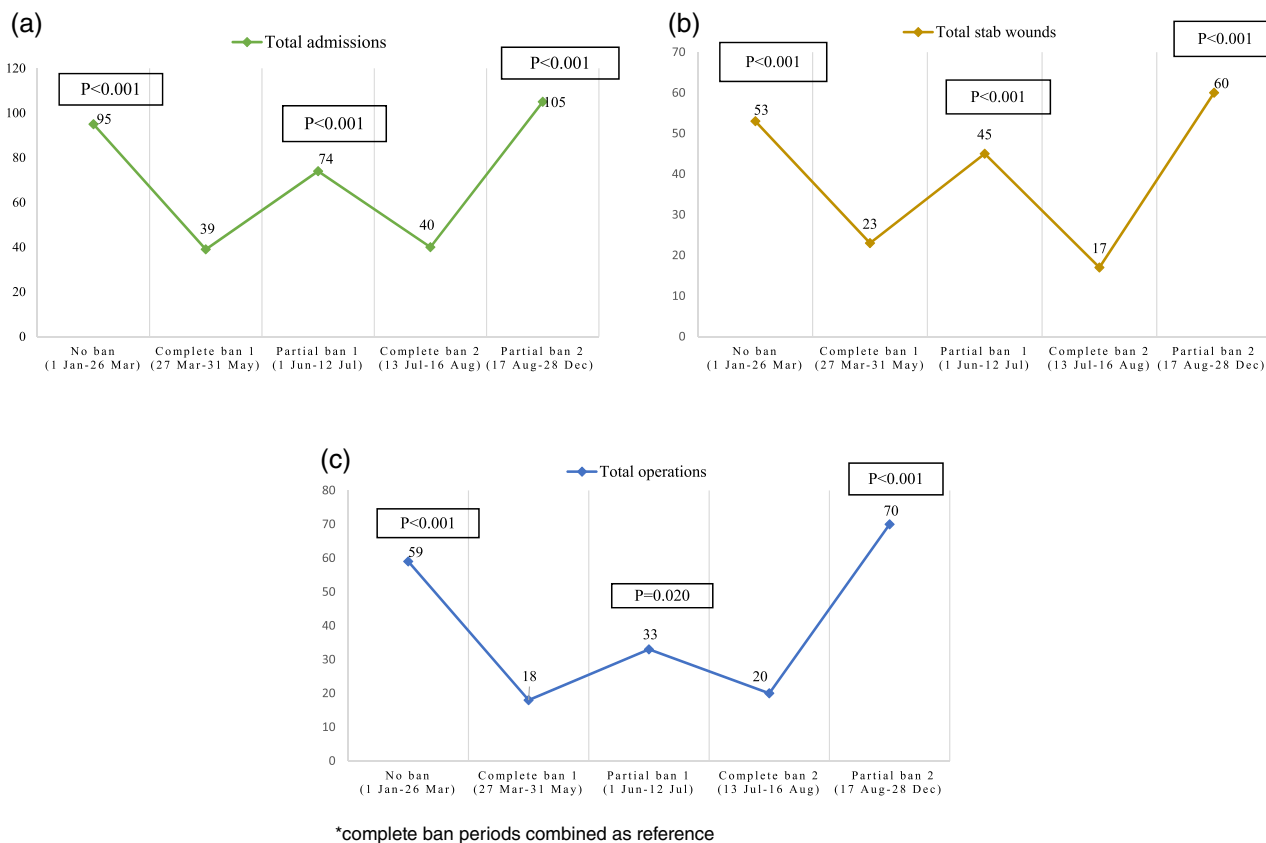 (a)
Total admissions
120
100
80
60
40
20
0
P<0.001
95
39
P<0.001
74
40
P<0.001
105
No ban
(1 Jan-26 Mar)
Complete ban 1
(27 Mar-31 May)
Partial ban 1
(1 Jun-12 Jul)
Complete ban 2
(13 Jul-16 Aug)
Partial ban 2
(17 Aug-28 Dec)
(b)
Total stab wounds
70
60
50
40
30
20
10
0
P<0.001
53
23
P<0.001
45
17
P<0.001
60
No ban
(1 Jan-26 Mar)
Complete ban 1
(27 Mar-31 May)
Partial ban 1
(1 Jun-12 Jul)
Complete ban 2
(13 Jul-16 Aug)
Partial ban 2
(17 Aug-28 Dec)
(c)
Total operations
80
70
60
50
40
30
20
10
0
P<0.001
59
18
P=0.020
33
20
P<0.001
70
No ban
(1 Jan-26 Mar)
Complete ban 1
(27 Mar-31 May)
Partial ban 1
(1 Jun-12 Jul)
Complete ban 2
(13 Jul-16 Aug)
Partial ban 2
(17 Aug-28 Dec)
*complete ban periods combined as reference